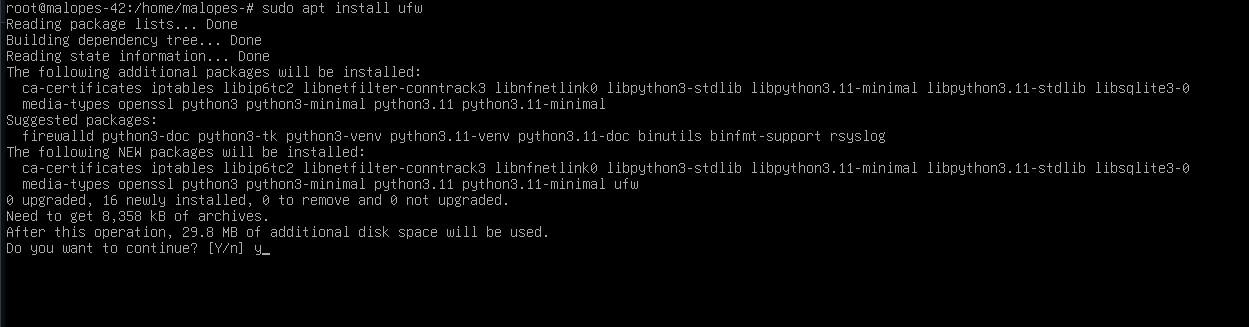 root@malopes-42:/home/malopes-# sudo apt install ufw
Reading package lists... Done
Building dependency tree... Done
Reading state information... Done
The following additional packages will be installed:
  ca-certificates iptables libip6tc2 libnetfilter-conntrack3 libnfnetlink0 libpython3-stdlib libpython3.11-minimal libpython3.11-stdlib libsqlite3-0
  media-types openssl python3 python3-minimal python3.11 python3.11-minimal
Suggested packages:
  firewalld python3-doc python3-tk python3-venv python3.11-venv python3.11-doc binutils binfmt-support rsyslog
The following NEW packages will be installed:
  ca-certificates iptables libip6tc2 libnetfilter-conntrack3 libnfnetlink0 libpython3-stdlib libpython3.11-minimal libpython3.11-stdlib libsqlite3-0
  media-types openssl python3 python3-minimal python3.11 python3.11-minimal ufw
0 upgraded, 16 newly installed, 0 to remove and 0 not upgraded.
Need to get 8,358 kB of archives.
After this operation, 29.8 MB of additional disk space will be used.
Do you want to continue? [Y/n] y_